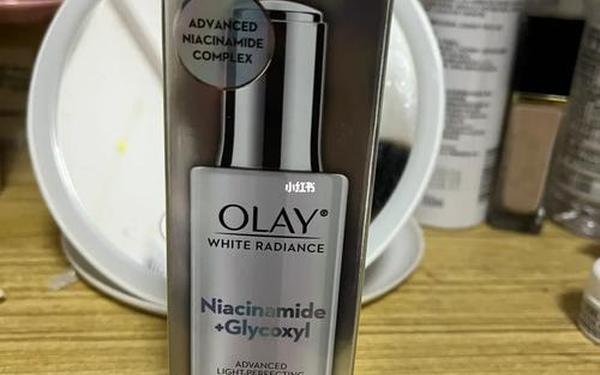 ADVANCED
NIACINAMIDE
COMPLEX
小红书
OLAY®
WHITE RADIANCE
Niacinamide
+Glycoxyl
ADVANCED
LIGHT-PERFECTING